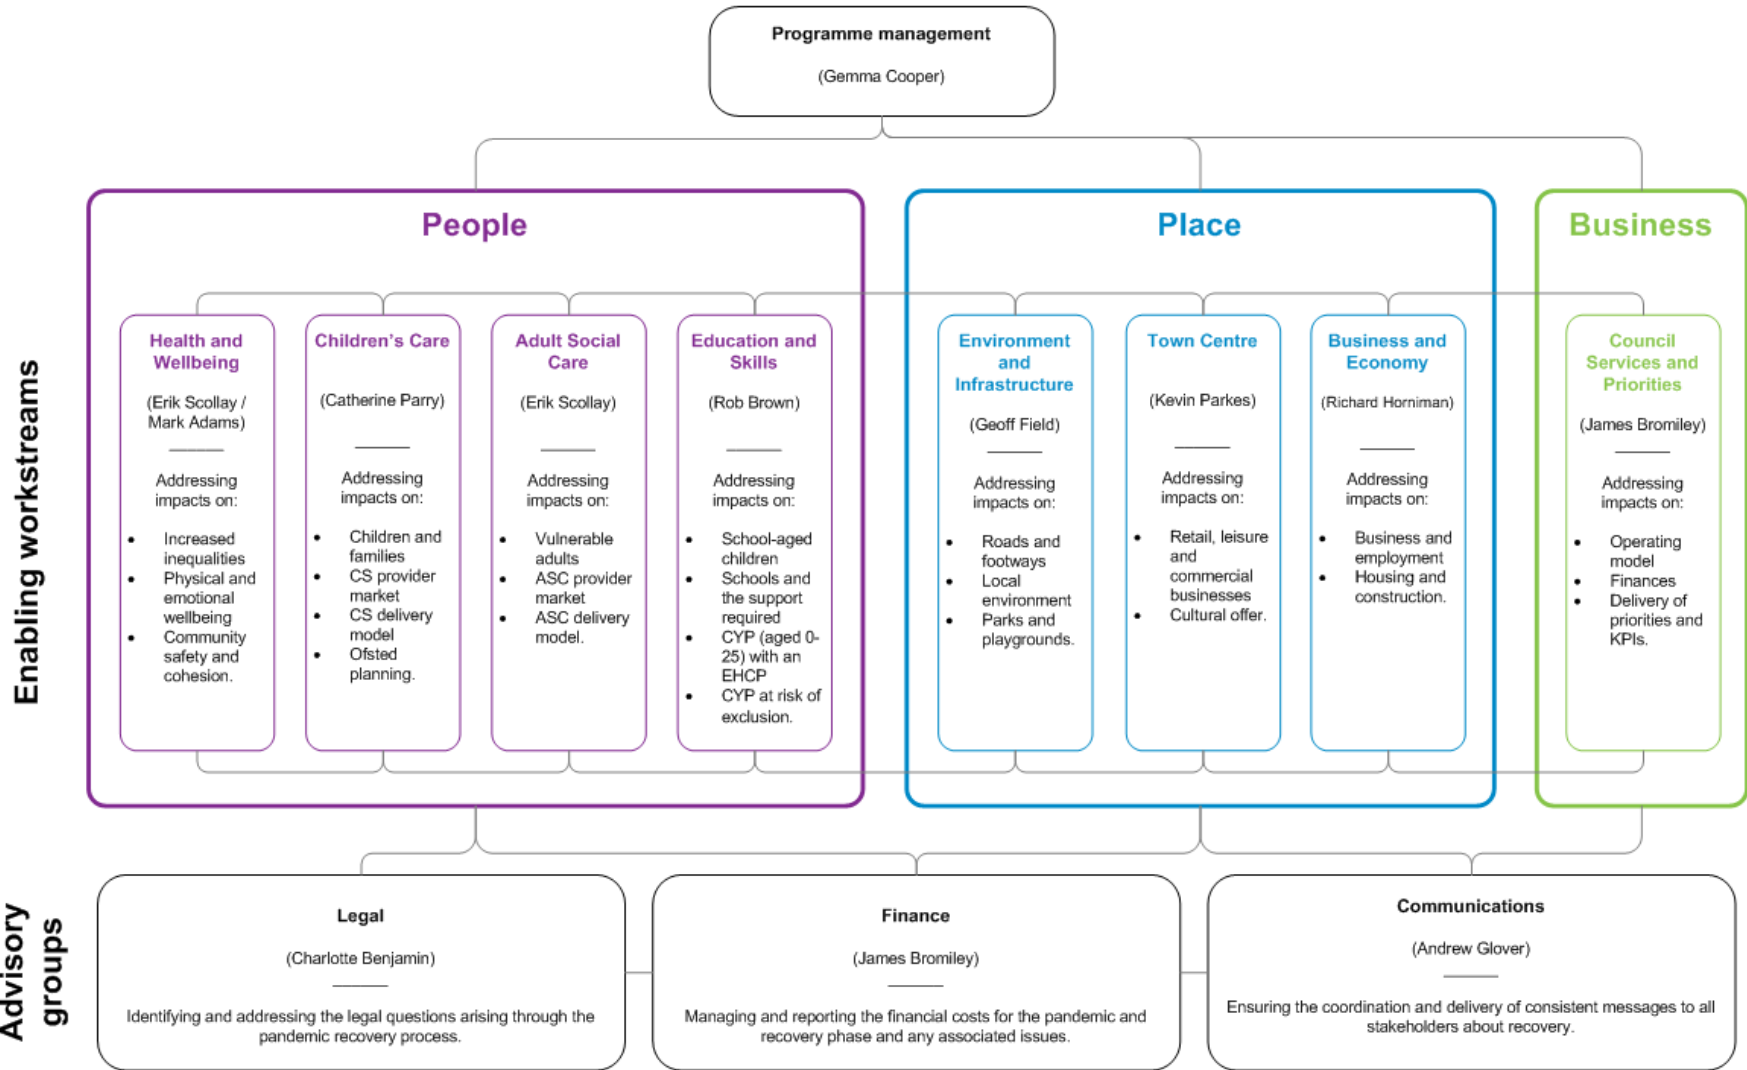 Programme management
(Gemma Cooper)
People
Place
Business
Enabling workstreams
Health and
Wellbeing
(Erik Scollay /
Mark Adams)
Addressing
impacts on:
• Increased
inequalities
• Physical and
emotional
wellbeing
• Community
safety and
cohesion.
Children's Care
(Catherine Parry)
Addressing
impacts on:
• Children and
families
• CS provider
market
• CS delivery
model
• Ofsted
planning.
Adult Social
Care
(Erik Scollay)
Addressing
impacts on:
• Vulnerable
adults
• ASC provider
market
• ASC delivery
model.
Education and
Skills
(Rob Brown)
Addressing
impacts on:
• School-aged
children
• Schools and
the support
required
• CYP (aged 0-
25) with an
EHCP
• CYP at risk of
exclusion.
Environment
and
Infrastructure
(Geoff Field)
Addressing
impacts on:
• Roads and
footways
• Local
environment
• Parks and
playgrounds.
Town Centre
(Kevin Parkes)
Addressing
impacts on:
• Retail, leisure
and
commercial
businesses
• Cultural offer.
Business and
Economy
(Richard Horniman)
Addressing
impacts on:
• Business and
employment
• Housing and
construction.
Council
Services and
Priorities
(James Bromiley)
Addressing
impacts on:
• Operating
model
• Finances
• Delivery of
priorities and
KPIs.
Advisory
groups
Legal
(Charlotte Benjamin)
Identifying and addressing the legal questions arising through the
pandemic recovery process.
Finance
(James Bromiley)
Managing and reporting the financial costs for the pandemic and
recovery phase and any associated issues.
Communications
(Andrew Glover)
Ensuring the coordination and delivery of consistent messages to all
stakeholders about recovery.